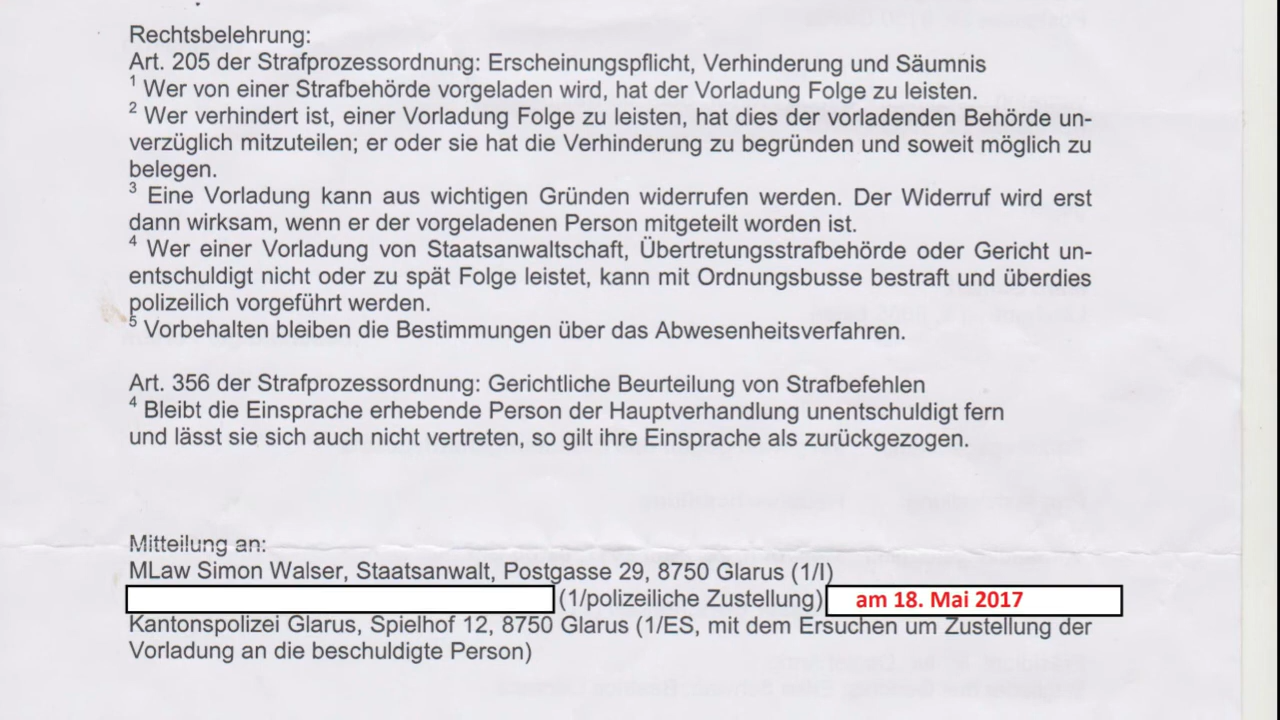 Rechtsbelehrung:
Art. 205 der Strafprozessordnung: Erscheinungspflicht, Verhinderung und Säumnis
¹ Wer von einer Strafbehörde vorgeladen wird, hat der Vorladung Folge zu leisten.
² Wer verhindert ist, einer Vorladung Folge zu leisten, hat dies der vorladenden Behörde un-
verzüglich mitzuteilen; er oder sie hat die Verhinderung zu begründen und soweit möglich zu
belegen.
³ Eine Vorladung kann aus wichtigen Gründen widerrufen werden. Der Widerruf wird erst
dann wirksam, wenn er der vorgeladenen Person mitgeteilt worden ist.
⁴ Wer einer Vorladung von Staatsanwaltschaft, Übertretungsstrafbehörde oder Gericht un-
entschuldigt nicht oder zu spät Folge leistet, kann mit Ordnungsbusse bestraft und überdies
polizeilich vorgeführt werden.
⁵ Vorbehalten bleiben die Bestimmungen über das Abwesenheitsverfahren.
Art. 356 der Strafprozessordnung: Gerichtliche Beurteilung von Strafbefehlen
⁴ Bleibt die Einsprache erhebende Person der Hauptverhandlung unentschuldigt fern
und lässt sie sich auch nicht vertreten, so gilt ihre Einsprache als zurückgezogen.
Mitteilung an:
MLaw Simon Walser, Staatsanwalt, Postgasse 29, 8750 Glarus (1/I)
(1/polizeiliche Zustellung) am 18. Mai 2017
Kantonspolizei Glarus, Spielhof 12, 8750 Glarus (1/ES, mit dem Ersuchen um Zustellung der
Vorladung an die beschuldigte Person)